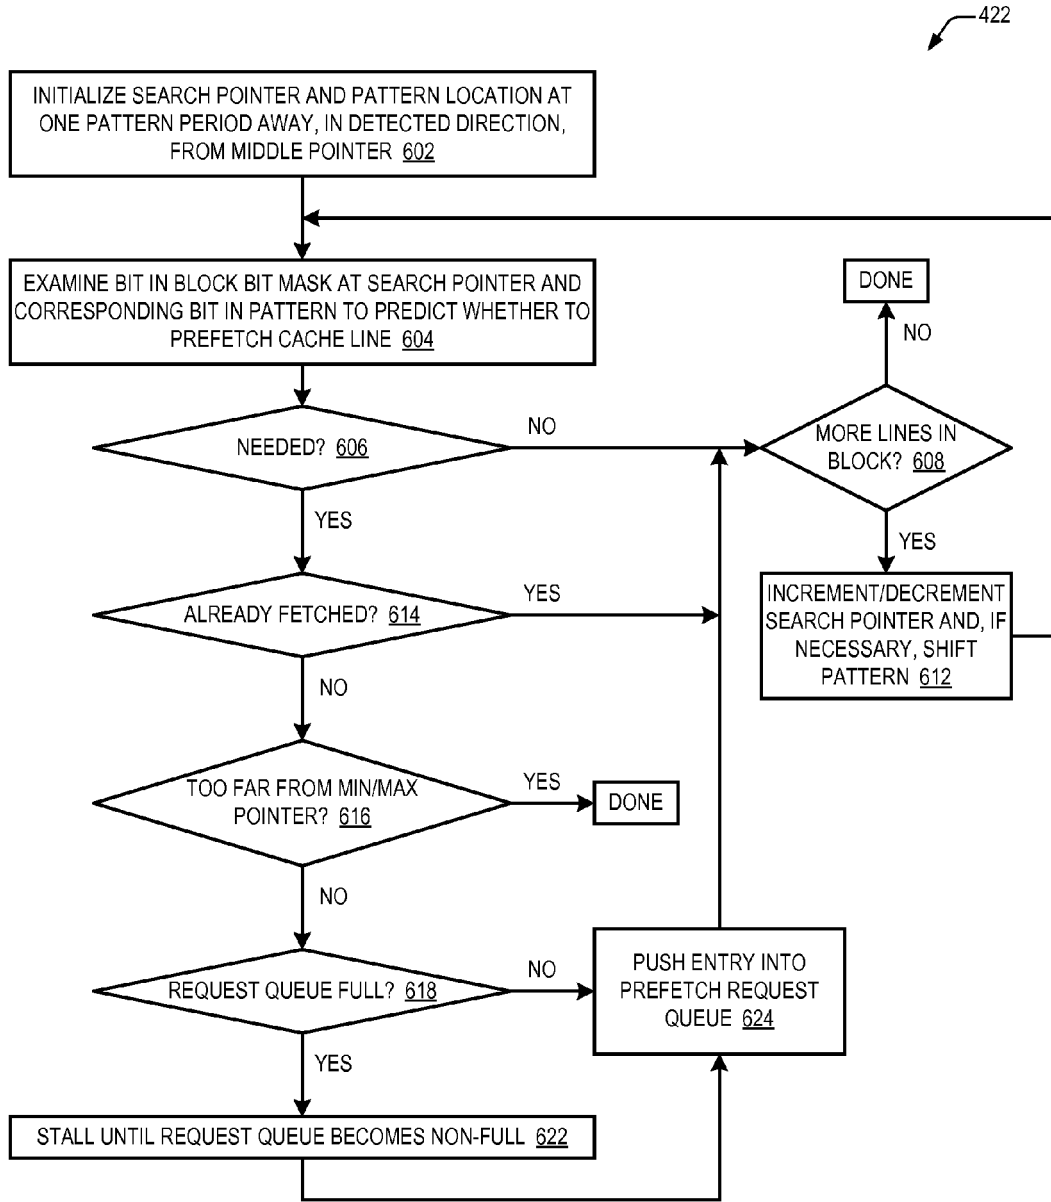 422
INITIALIZE SEARCH POINTER AND PATTERN LOCATION AT
ONE PATTERN PERIOD AWAY, IN DETECTED DIRECTION,
FROM MIDDLE POINTER 602
EXAMINE BIT IN BLOCK BIT MASK AT SEARCH POINTER AND
CORRESPONDING BIT IN PATTERN TO PREDICT WHETHER TO
PREFETCH CACHE LINE 604
DONE
NO
NEEDED? 606
NO
MORE LINES IN
BLOCK? 608
YES
YES
ALREADY FETCHED? 614
YES
INCREMENT/DECREMENT
SEARCH POINTER AND, IF
NECESSARY, SHIFT
PATTERN 612
NO
TOO FAR FROM MIN/MAX
POINTER? 616
YES
DONE
NO
REQUEST QUEUE FULL? 618
NO
PUSH ENTRY INTO
PREFETCH REQUEST
QUEUE 624
YES
STALL UNTIL REQUEST QUEUE BECOMES NON-FULL 622